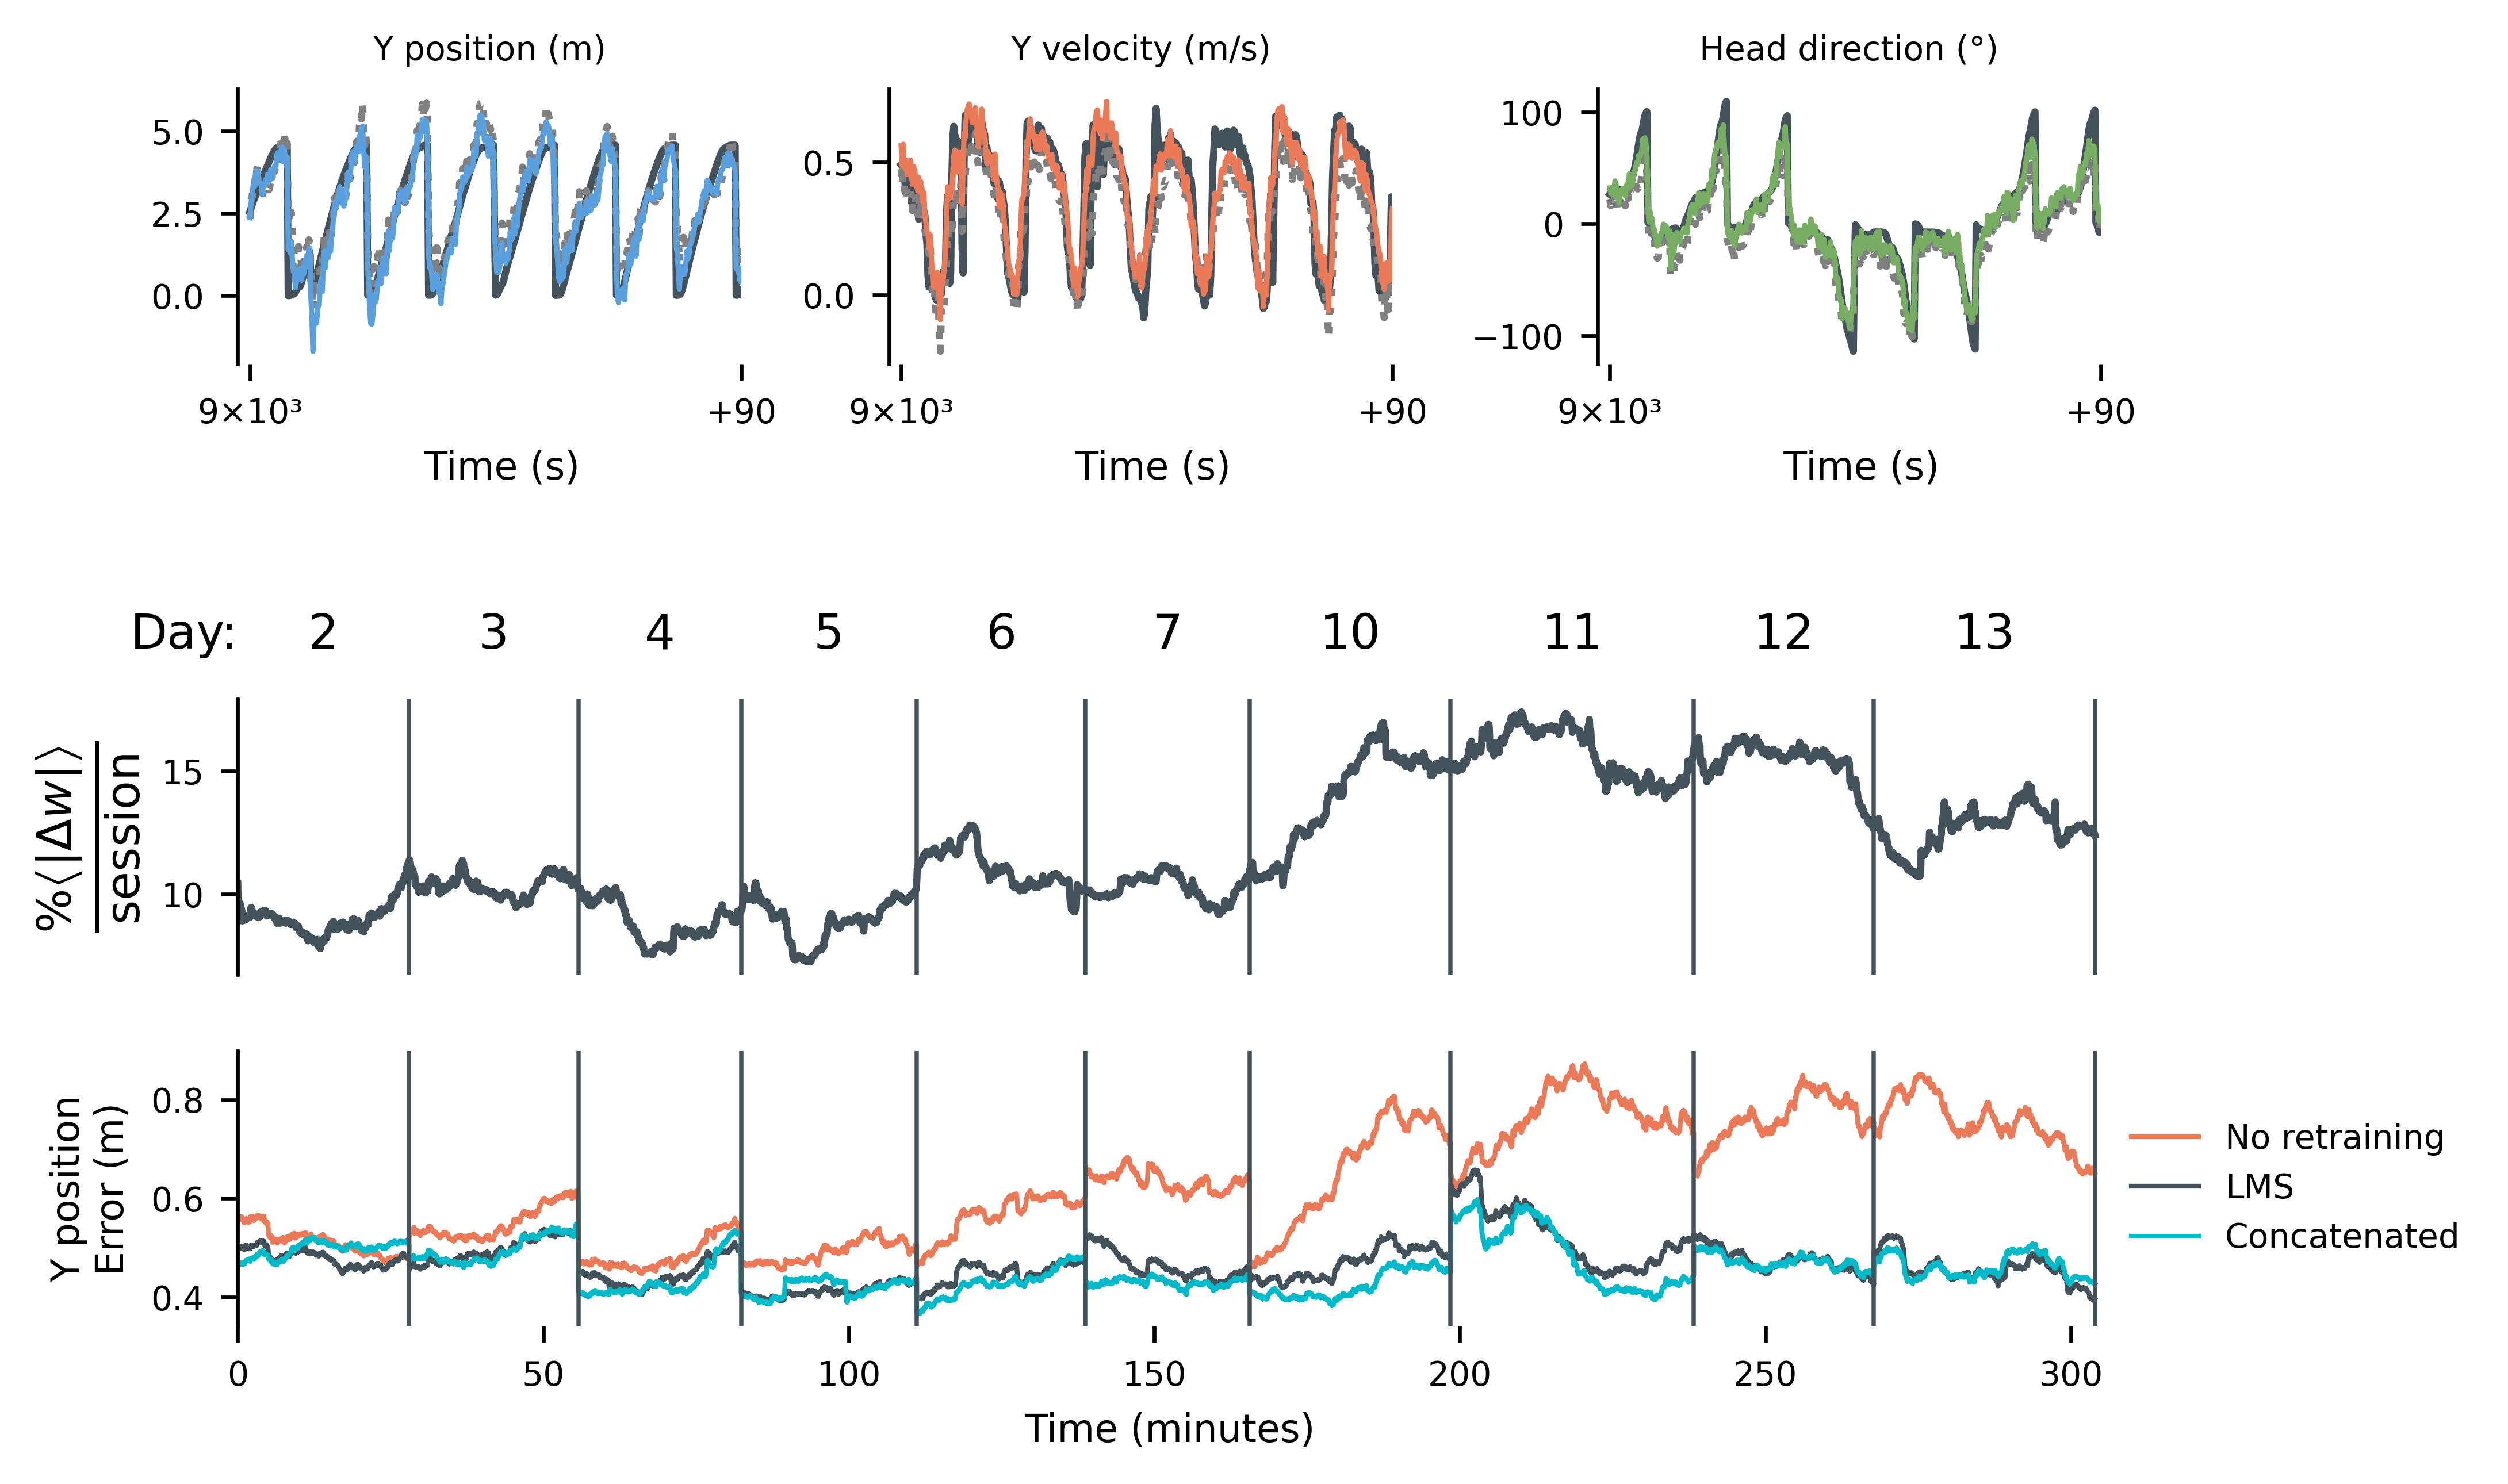 Y position (m)
Y velocity (m/s)
Head direction (°)
5.0
2.5
0.0
0.5
0.0
100
0
−100
9×10³
+90
9×10³
+90
9×10³
+90
Time (s)
Time (s)
Time (s)
Day:
2
3
4
5
6
7
10
11
12
13
%⟨|Δw|⟩
session
15
10
Y position
Error (m)
0.8
0.6
0.4
No retraining
LMS
Concatenated
0
50
100
150
200
250
300
Time (minutes)